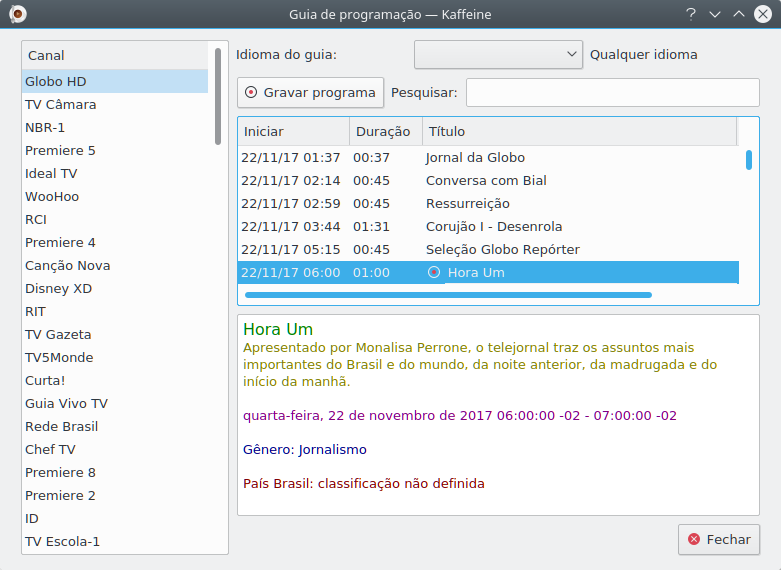 Guia de programação — Kaffeine
Canal
Globo HD
TV Câmara
NBR-1
Premiere 5
Ideal TV
WooHoo
RCI
Premiere 4
Canção Nova
Disney XD
RIT
TV Gazeta
TV5Monde
Curta!
Guia Vivo TV
Rede Brasil
Chef TV
Premiere 8
Premiere 2
ID
TV Escola-1
Idioma do guia: Qualquer idioma
Gravar programa Pesquisar:
Iniciar Duração Título
22/11/17 01:37 00:37 Jornal da Globo
22/11/17 02:14 00:45 Conversa com Bial
22/11/17 02:59 00:45 Ressurreição
22/11/17 03:44 01:31 Corujão I - Desenrola
22/11/17 05:15 00:45 Seleção Globo Repórter
22/11/17 06:00 01:00 Hora Um
Hora Um
Apresentado por Monalisa Perrone, o telejornal traz os assuntos mais
importantes do Brasil e do mundo, da noite anterior, da madrugada e do
início da manhã.
quarta-feira, 22 de novembro de 2017 06:00:00 -02 - 07:00:00 -02
Gênero: Jornalismo
País Brasil: classificação não definida
Fechar